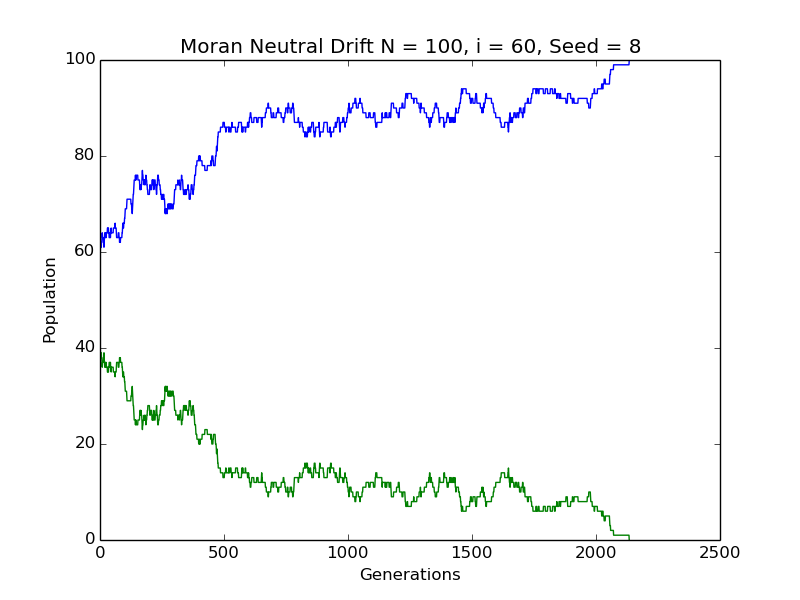 Moran Neutral Drift N = 100, i = 60, Seed = 8
100
80
60
40
20
0
Population
0 500 1000 1500 2000 2500
Generations